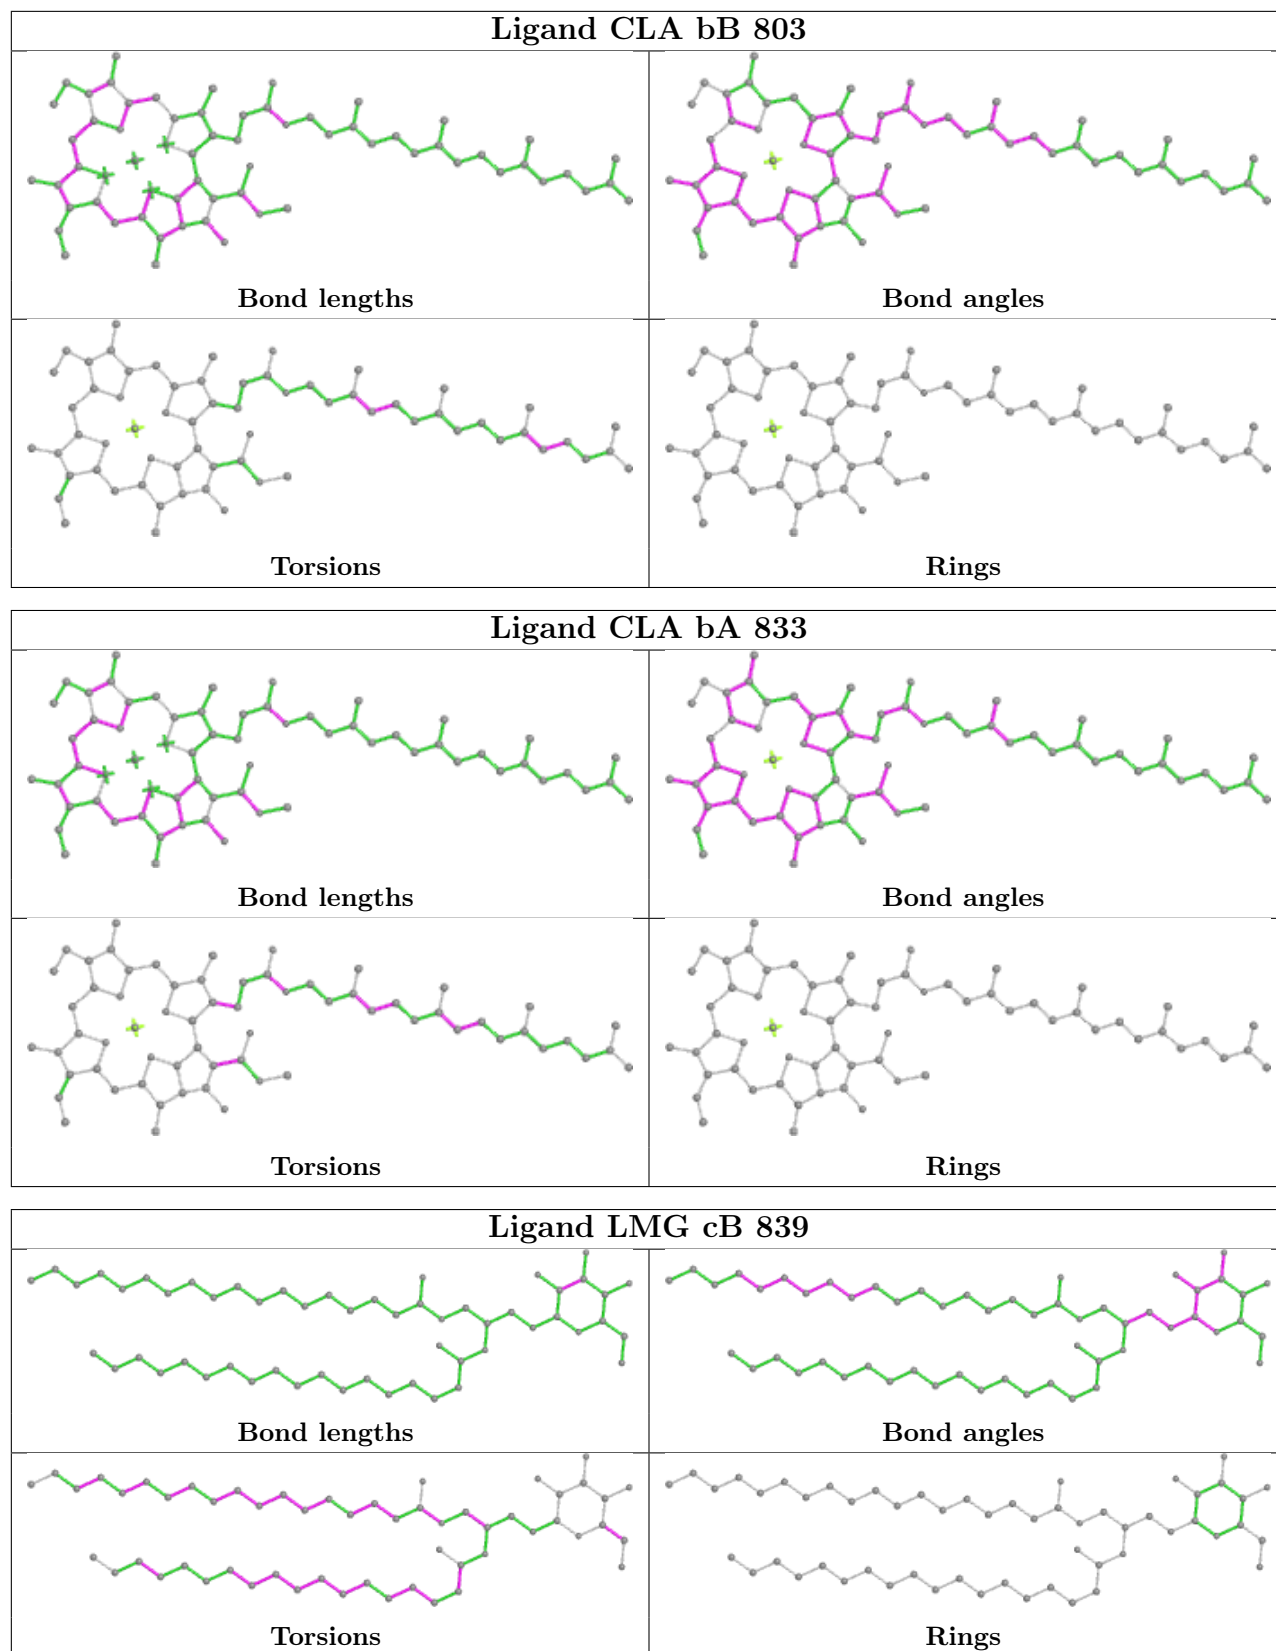 Ligand CLA bB 803
Bond lengths
Bond angles
Torsions
Rings
Ligand CLA bA 833
Bond lengths
Bond angles
Torsions
Rings
Ligand LMG cB 839
Bond lengths
Bond angles
Torsions
Rings